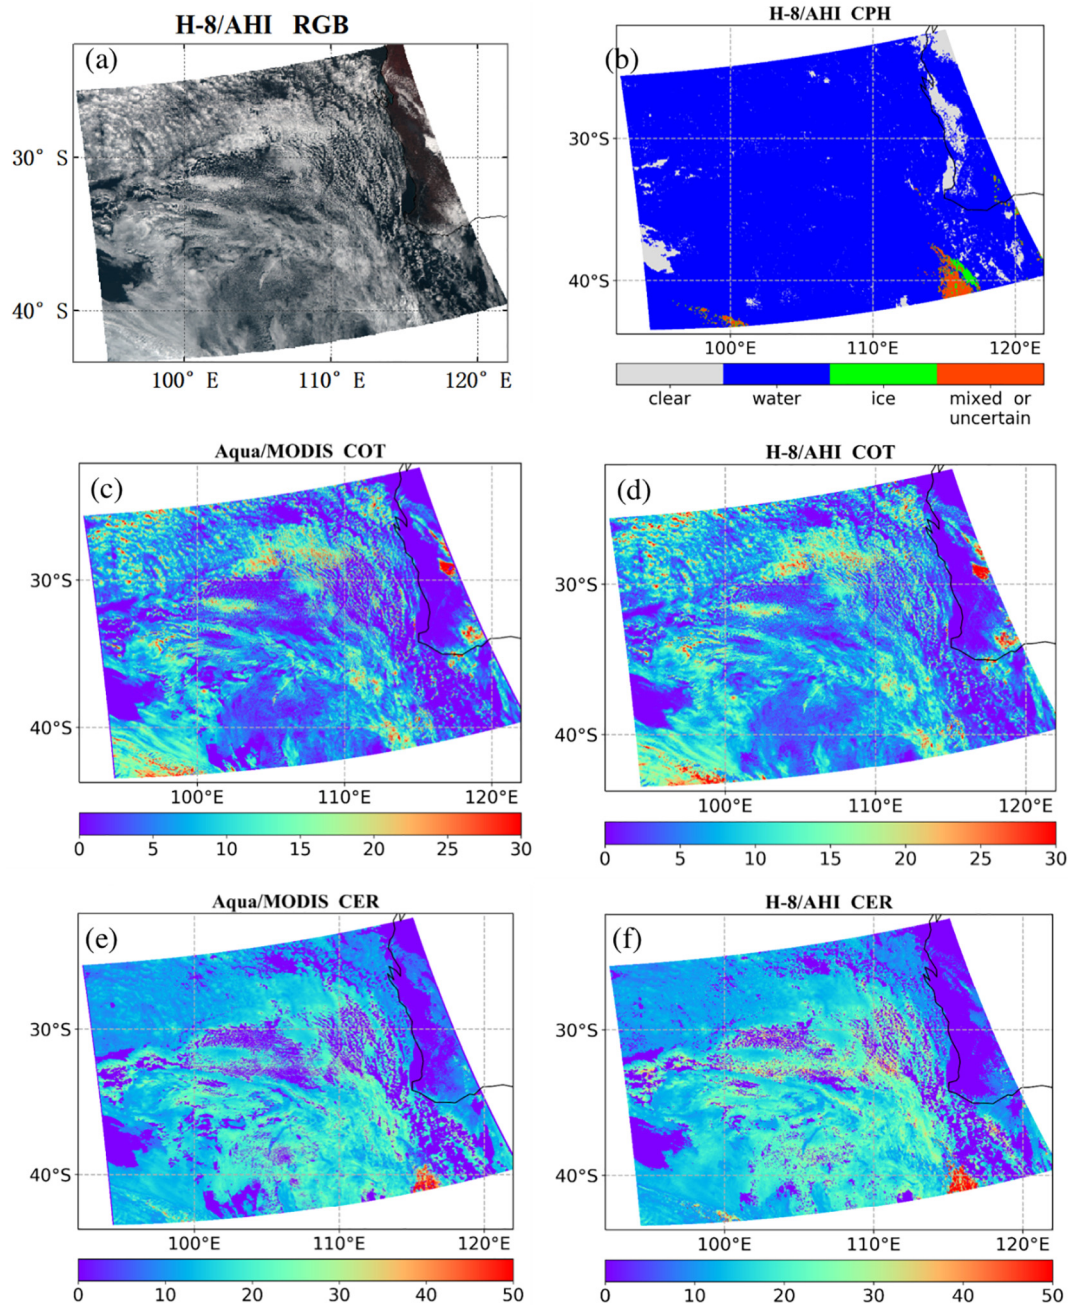 H-8/AHI RGB
(a)
30° S
40° S
100° E 110° E 120° E
H-8/AHI CPH
(b)
30°S
40°S
100°E 110°E 120°E
clear water ice mixed or
uncertain
Aqua/MODIS COT
(c)
30°S
40°S
100°E 110°E 120°E
0 5 10 15 20 25 30
H-8/AHI COT
(d)
30°S
40°S
100°E 110°E 120°E
0 5 10 15 20 25 30
Aqua/MODIS CER
(e)
30°S
40°S
100°E 110°E 120°E
0 10 20 30 40 50
H-8/AHI CER
(f)
30°S
40°S
100°E 110°E 120°E
0 10 20 30 40 50